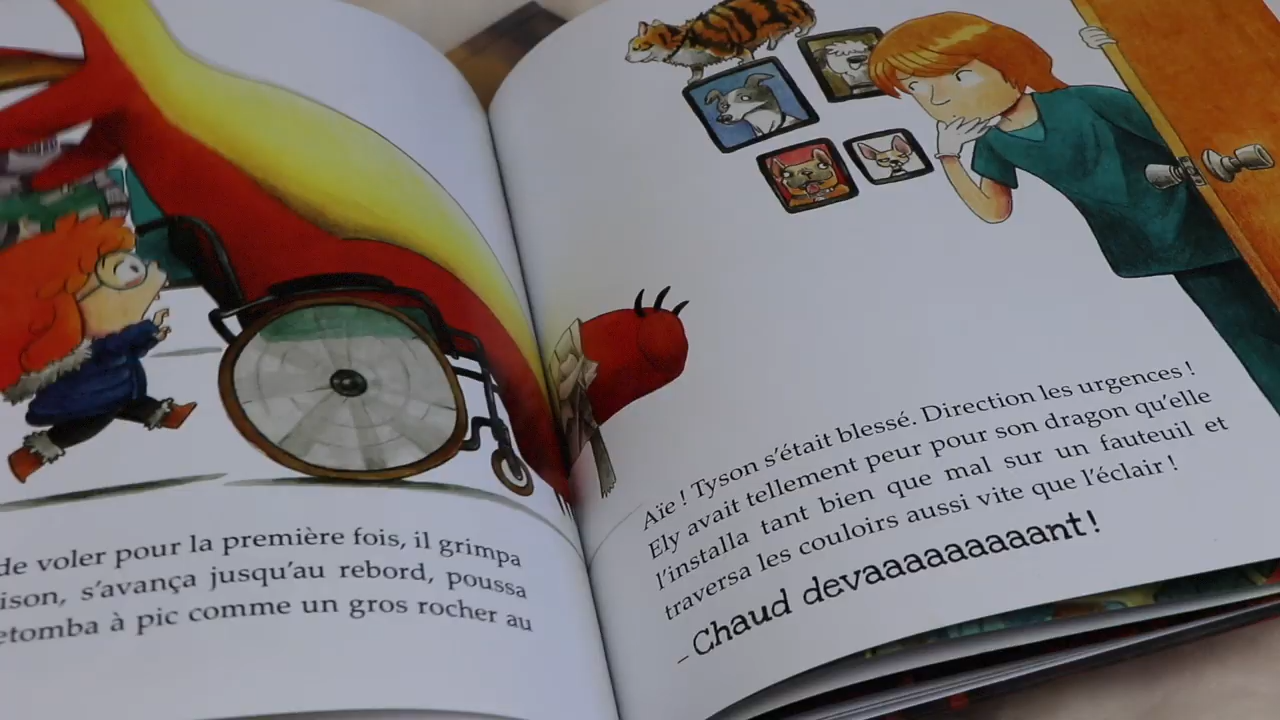 de voler pour la première fois, il grimpa
s'avança jusqu'au rebord, poussa
à pic comme un gros rocher au
Aïe ! Tyson s'était blessé. Direction les urgences !
Ely avait tellement peur pour son dragon qu'elle
l'installa tant bien que mal sur un fauteuil et
traversa les couloirs aussi vite que l'éclair !
– Chaud devaaaaaaaaant !